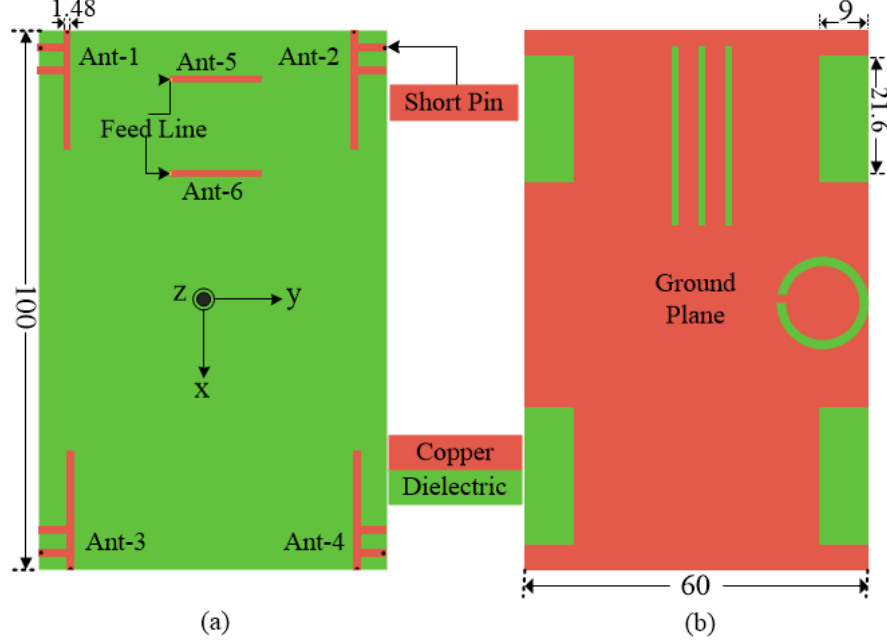 1.48
9
Ant-1
Ant-5
Ant-2
Short Pin
21.6
Feed Line
Ant-6
z
y
x
100
Ground
Plane
Copper
Dielectric
Ant-3
Ant-4
60
(a)
(b)